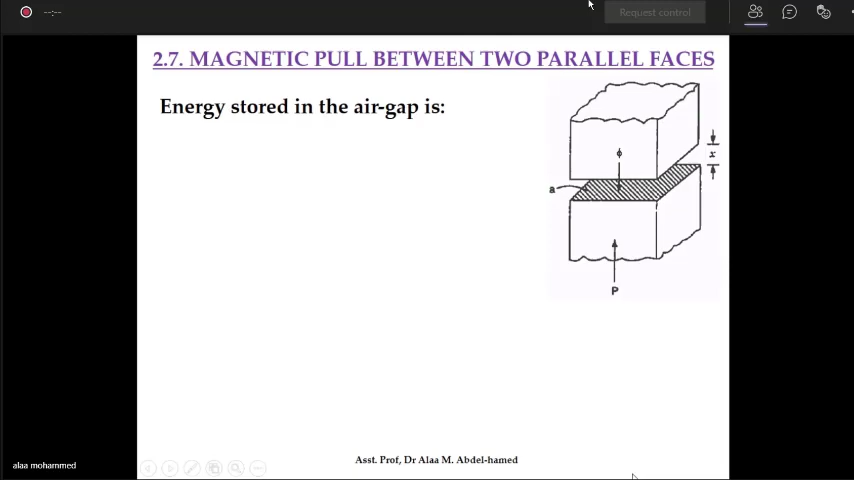 --:--
Request control
2.7. MAGNETIC PULL BETWEEN TWO PARALLEL FACES
Energy stored in the air-gap is:
ϕ
x
a
P
Asst. Prof, Dr Alaa M. Abdel-hamed
alaa mohammed